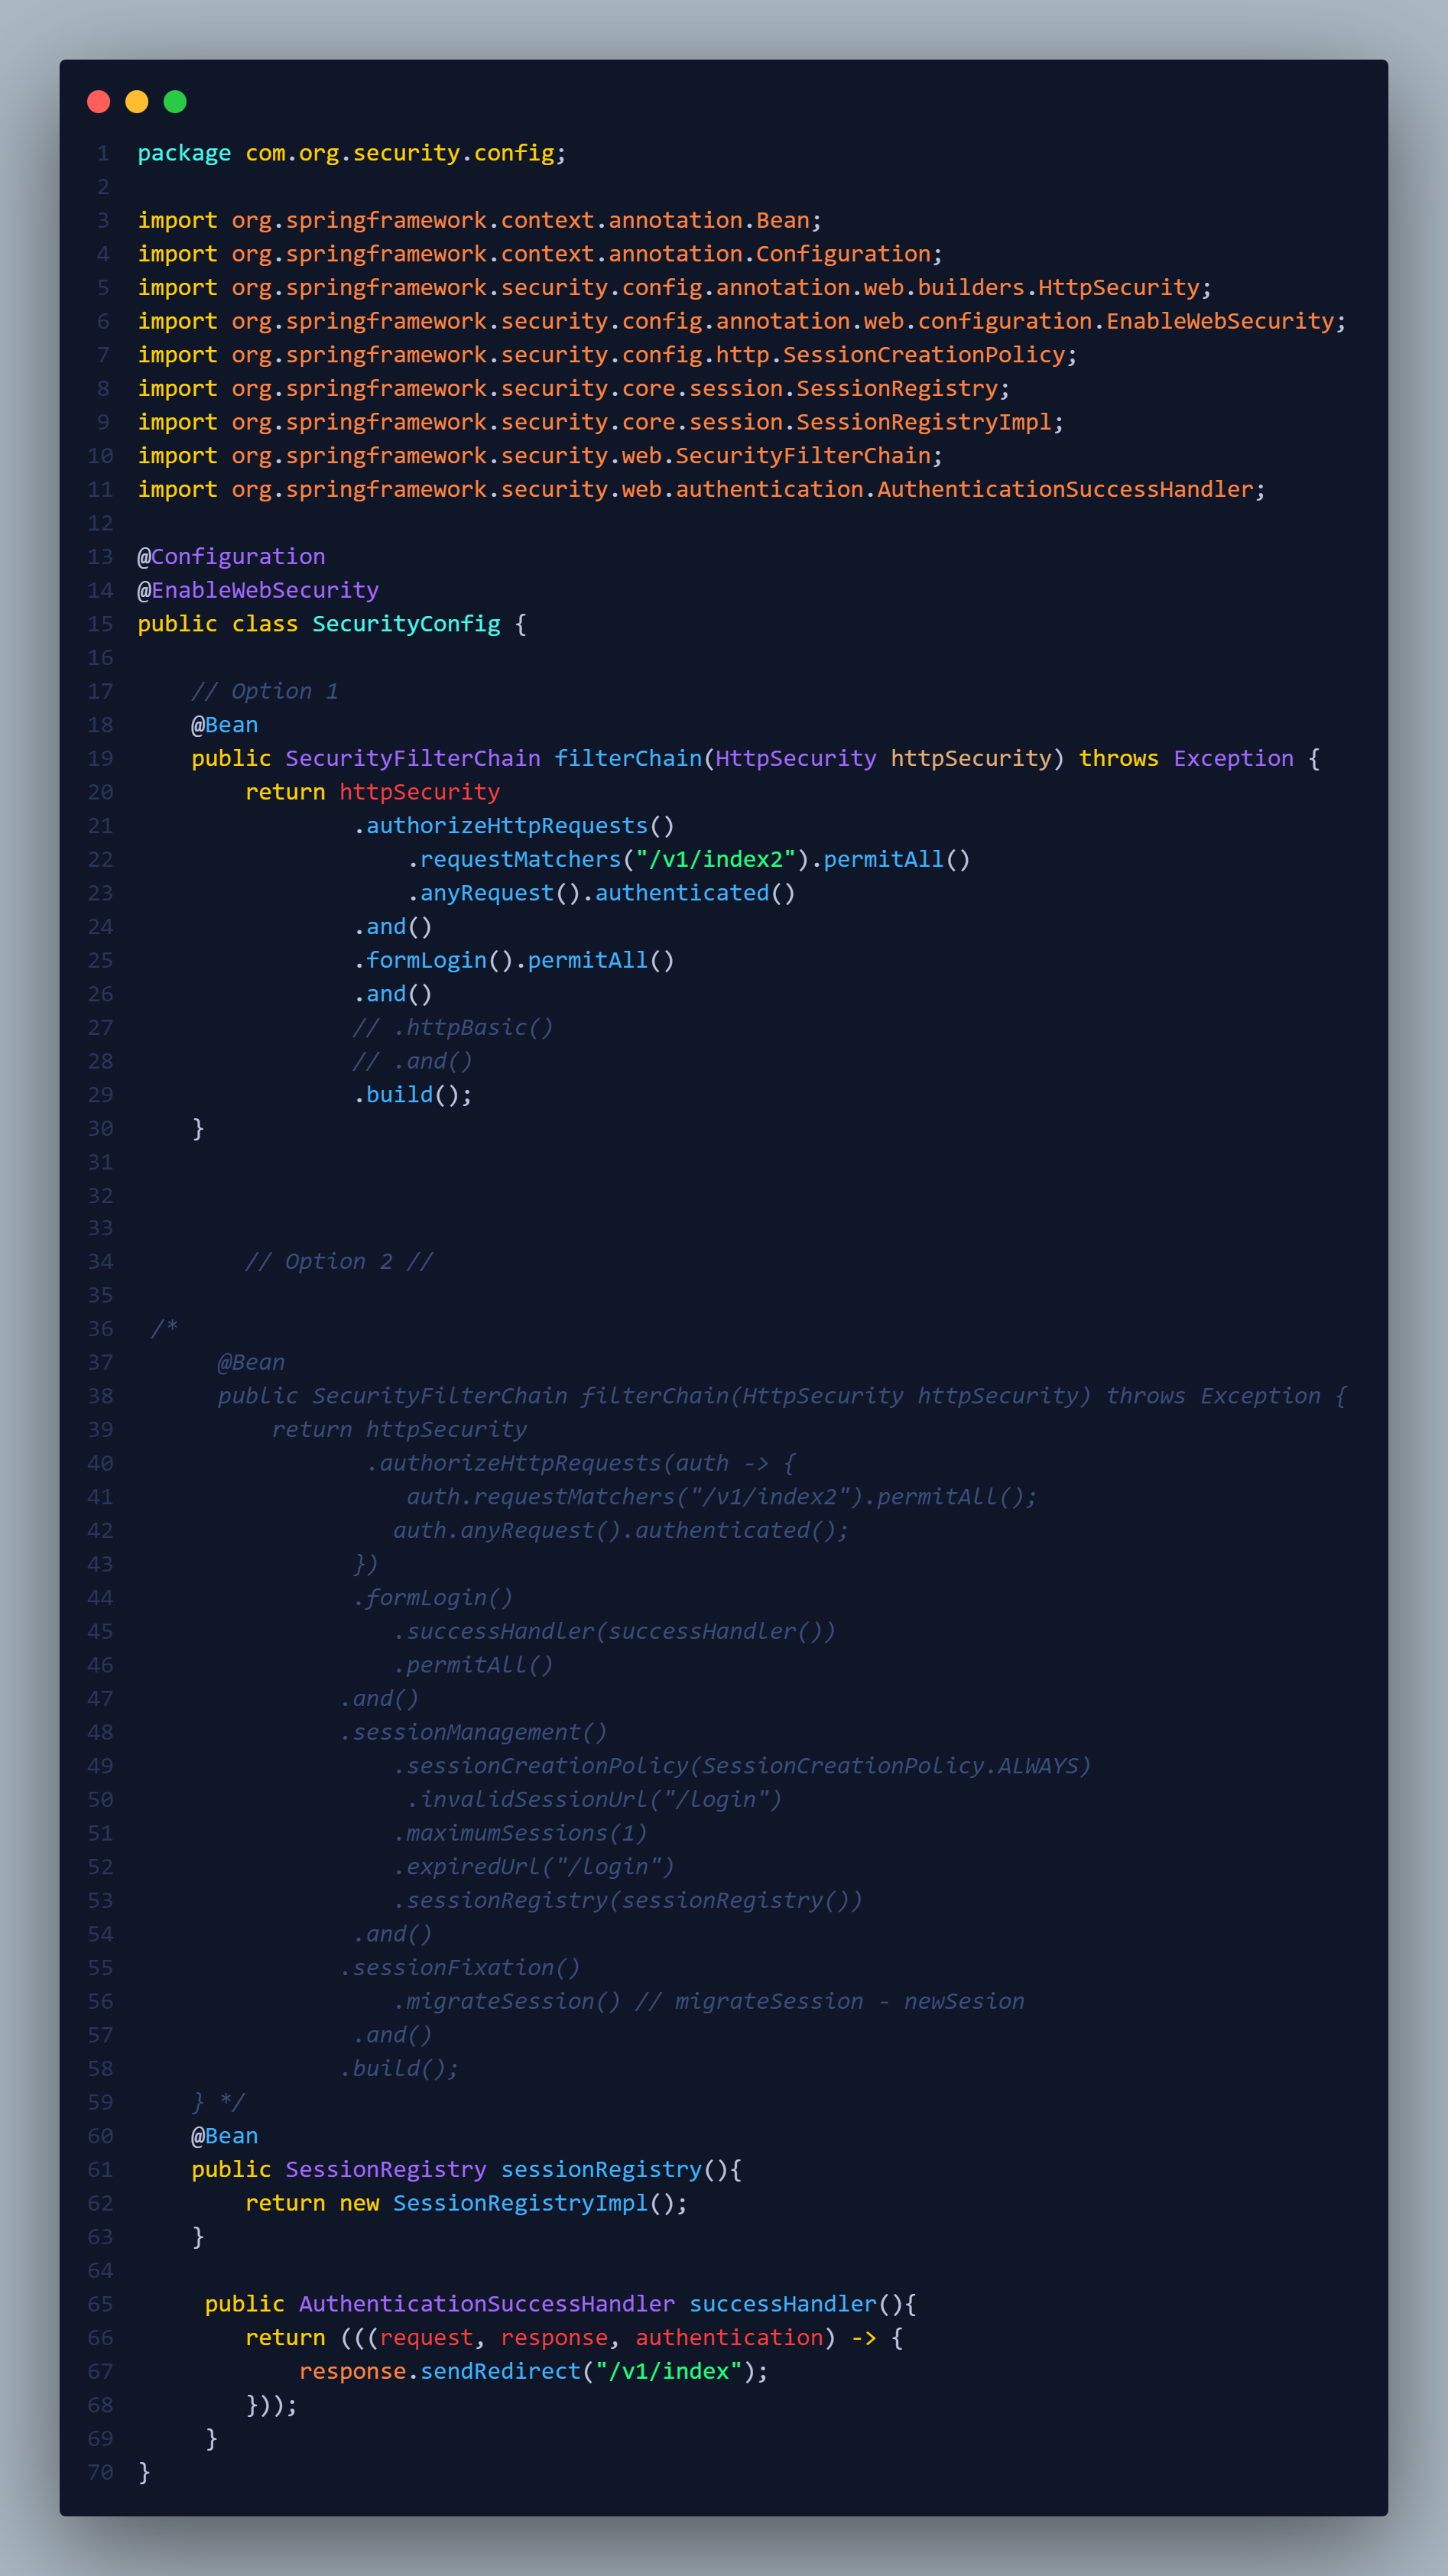 1 package com.org.security.config;
2
3 import org.springframework.context.annotation.Bean;
4 import org.springframework.context.annotation.Configuration;
5 import org.springframework.security.config.annotation.web.builders.HttpSecurity;
6 import org.springframework.security.config.annotation.web.configuration.EnableWebSecurity;
7 import org.springframework.security.config.http.SessionCreationPolicy;
8 import org.springframework.security.core.session.SessionRegistry;
9 import org.springframework.security.core.session.SessionRegistryImpl;
10 import org.springframework.security.web.SecurityFilterChain;
11 import org.springframework.security.web.authentication.AuthenticationSuccessHandler;
12
13 @Configuration
14 @EnableWebSecurity
15 public class SecurityConfig {
16
17     // Option 1
18     @Bean
19     public SecurityFilterChain filterChain(HttpSecurity httpSecurity) throws Exception {
20         return httpSecurity
21                 .authorizeHttpRequests()
22                     .requestMatchers("/v1/index2").permitAll()
23                     .anyRequest().authenticated()
24                 .and()
25                 .formLogin().permitAll()
26                 .and()
27                 // .httpBasic()
28                 // .and()
29                 .build();
30     }
31
32
33
34         // Option 2 //
35
36  /*
37       @Bean
38       public SecurityFilterChain filterChain(HttpSecurity httpSecurity) throws Exception {
39           return httpSecurity
40                  .authorizeHttpRequests(auth -> {
41                     auth.requestMatchers("/v1/index2").permitAll();
42                    auth.anyRequest().authenticated();
43                 })
44                 .formLogin()
45                    .successHandler(successHandler())
46                    .permitAll()
47                .and()
48                .sessionManagement()
49                    .sessionCreationPolicy(SessionCreationPolicy.ALWAYS)
50                     .invalidSessionUrl("/login")
51                    .maximumSessions(1)
52                    .expiredUrl("/login")
53                    .sessionRegistry(sessionRegistry())
54                 .and()
55                .sessionFixation()
56                    .migrateSession() // migrateSession - newSesion
57                 .and()
58                .build();
59     } */
60     @Bean
61     public SessionRegistry sessionRegistry(){
62         return new SessionRegistryImpl();
63     }
64
65      public AuthenticationSuccessHandler successHandler(){
66         return (((request, response, authentication) -> {
67             response.sendRedirect("/v1/index");
68         }));
69      }
70 }